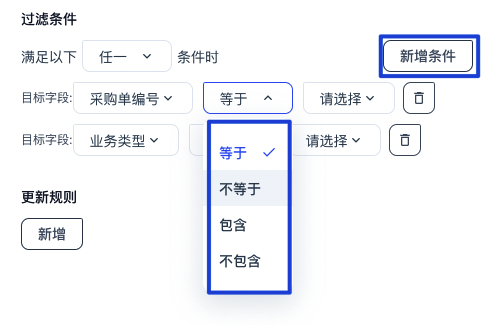 过滤条件
满足以下 任一 条件时 新增条件
目标字段: 采购单编号 等于 请选择
目标字段: 业务类型 请选择
等于
不等于
包含
不包含
更新规则
新增